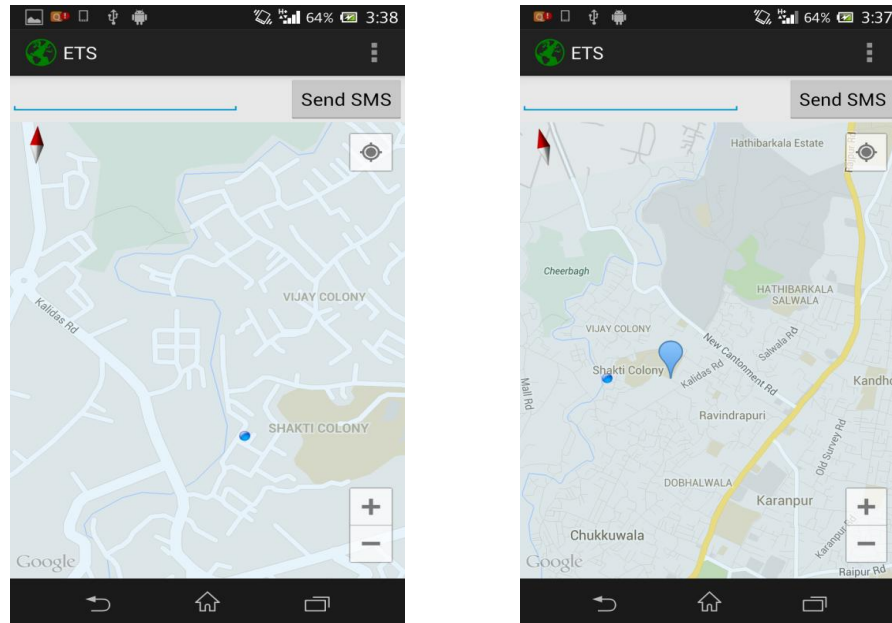 64% 3:38
ETS
Send SMS
VIJAY COLONY
Kalidas Rd
SHAKTI COLONY
+
−
Google
64% 3:37
ETS
Send SMS
Hathibarkala Estate
Cheerbagh
HATHIBARKALA
SALWALA
VIJAY COLONY
New Cantonment Rd
Salwala Rd
Shakti Colony
Kalidas Rd
Mall Rd
Kandho
Ravindrapuri
Old Survey Rd
DOBHALWALA
Karanpur
+
Chukkuwala
Karanpur
−
Google
Raipur Rd